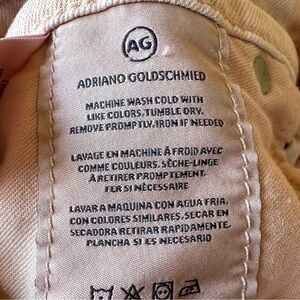 AG
ADRIANO GOLDSCHMIED
MACHINE WASH COLD WITH
LIKE COLORS, TUMBLE DRY.
REMOVE PROMPTLY. IRON IF NEEDED
LAVAGE EN MACHINE À FROID AVEC
COMME COULEURS. SÈCHE-LINGE
À RETIRER PROMPTEMENT.
FER SI NÉCESSAIRE
LAVAR A MAQUINA CON AGUA FRIA.
CON COLORES SIMILARES. SECAR EN
SECADORA RETIRAR RAPIDAMENTE.
PLANCHA SI ES NECESARIO